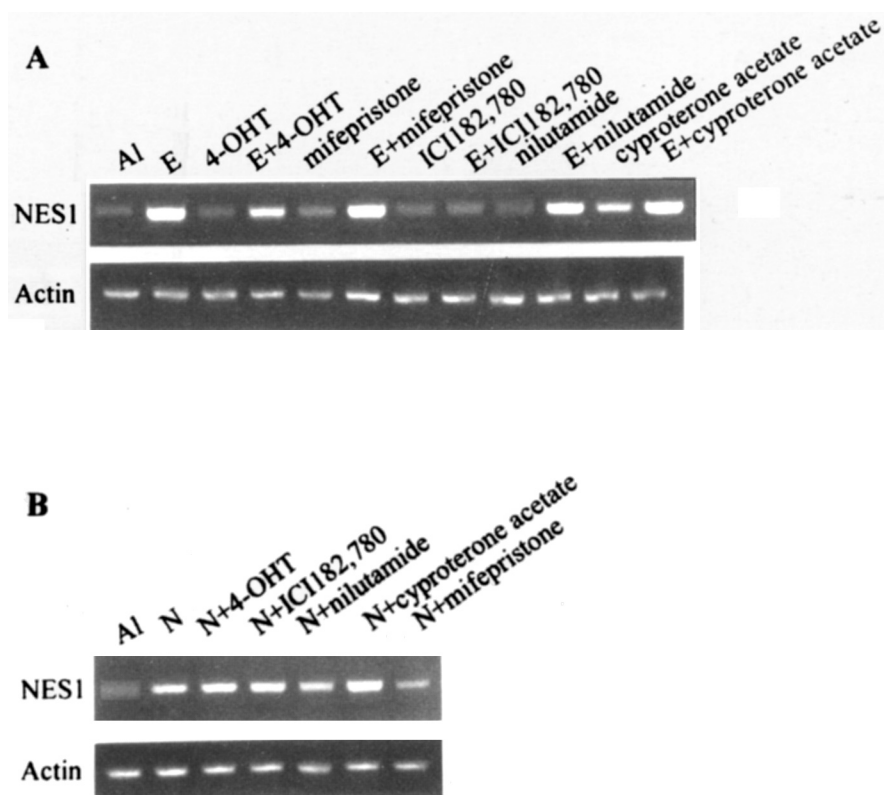 A
Al
E
4-OHT
E+4-OHT
mifepristone
E+mifepristone
ICI182,780
E+ICI182,780
nilutamide
E+nilutamide
cyproterone acetate
E+cyproterone acetate
NES1
Actin
B
Al
N
N+4-OHT
N+ICI182,780
N+nilutamide
N+cyproterone acetate
N+mifepristone
NES1
Actin